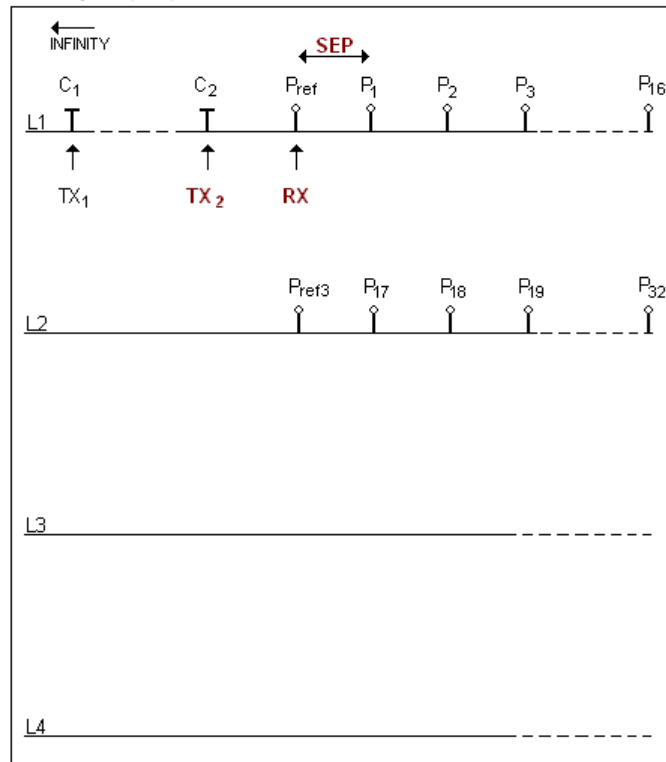 INFINITY
SEP
C1 C2 Pref P1 P2 P3 P16
L1
TX1 TX2 RX
Pref3 P17 P18 P19 P32
L2
L3
L4